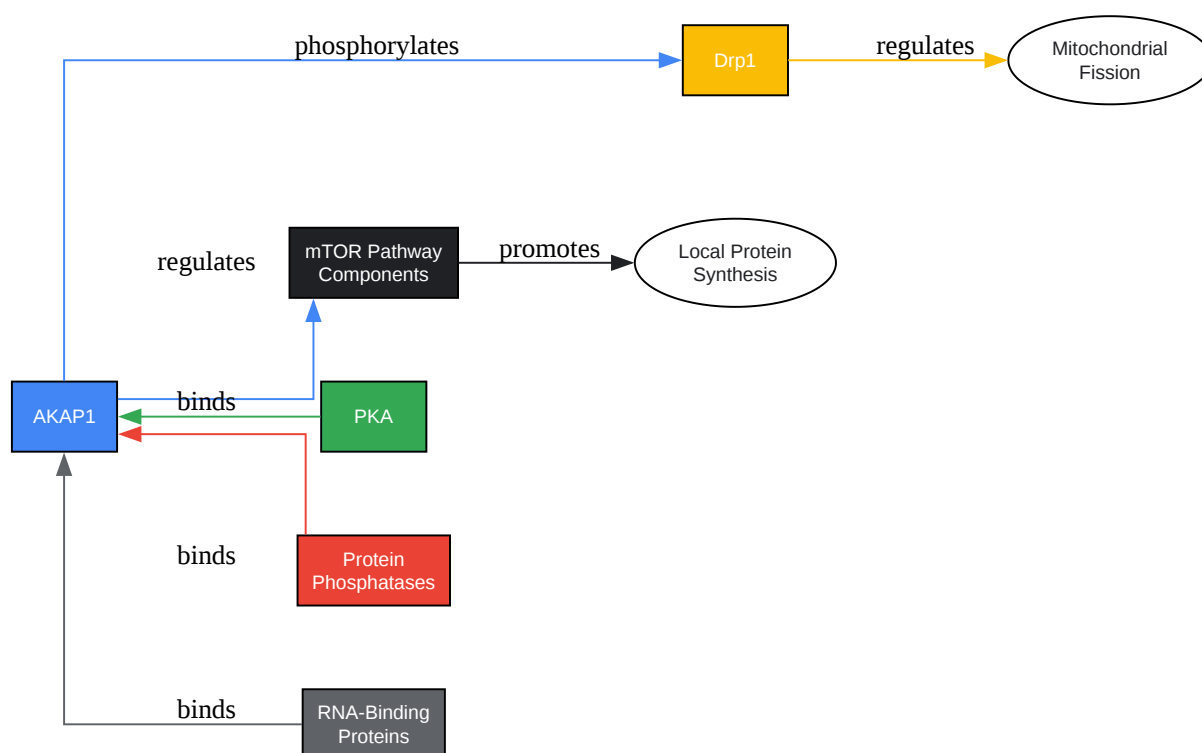 phosphorylates
Drp1
regulates
Mitochondrial
Fission
regulates
mTOR Pathway
Components
promotes
Local Protein
Synthesis
AKAP1
binds
PKA
binds
Protein
Phosphatases
binds
RNA-Binding
Proteins